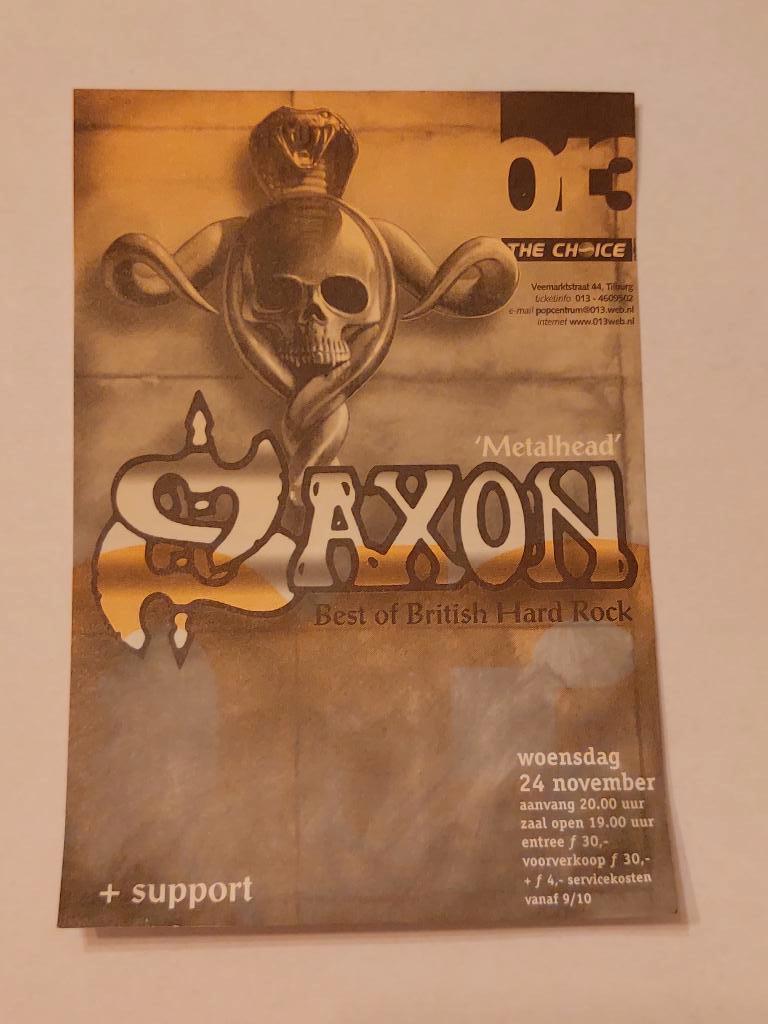 013
THE CHOICE
Veemarktstraat 44, Tilburg
ticketinfo 013 - 4609502
e-mail popcentrum@013.web.nl
internet www.013web.nl
'Metalhead'
SAXON
Best of British Hard Rock
woensdag
24 november
aanvang 20.00 uur
zaal open 19.00 uur
entree ƒ 30,-
voorverkoop ƒ 30,-
+ ƒ 4,- servicekosten
vanaf 9/10
+ support